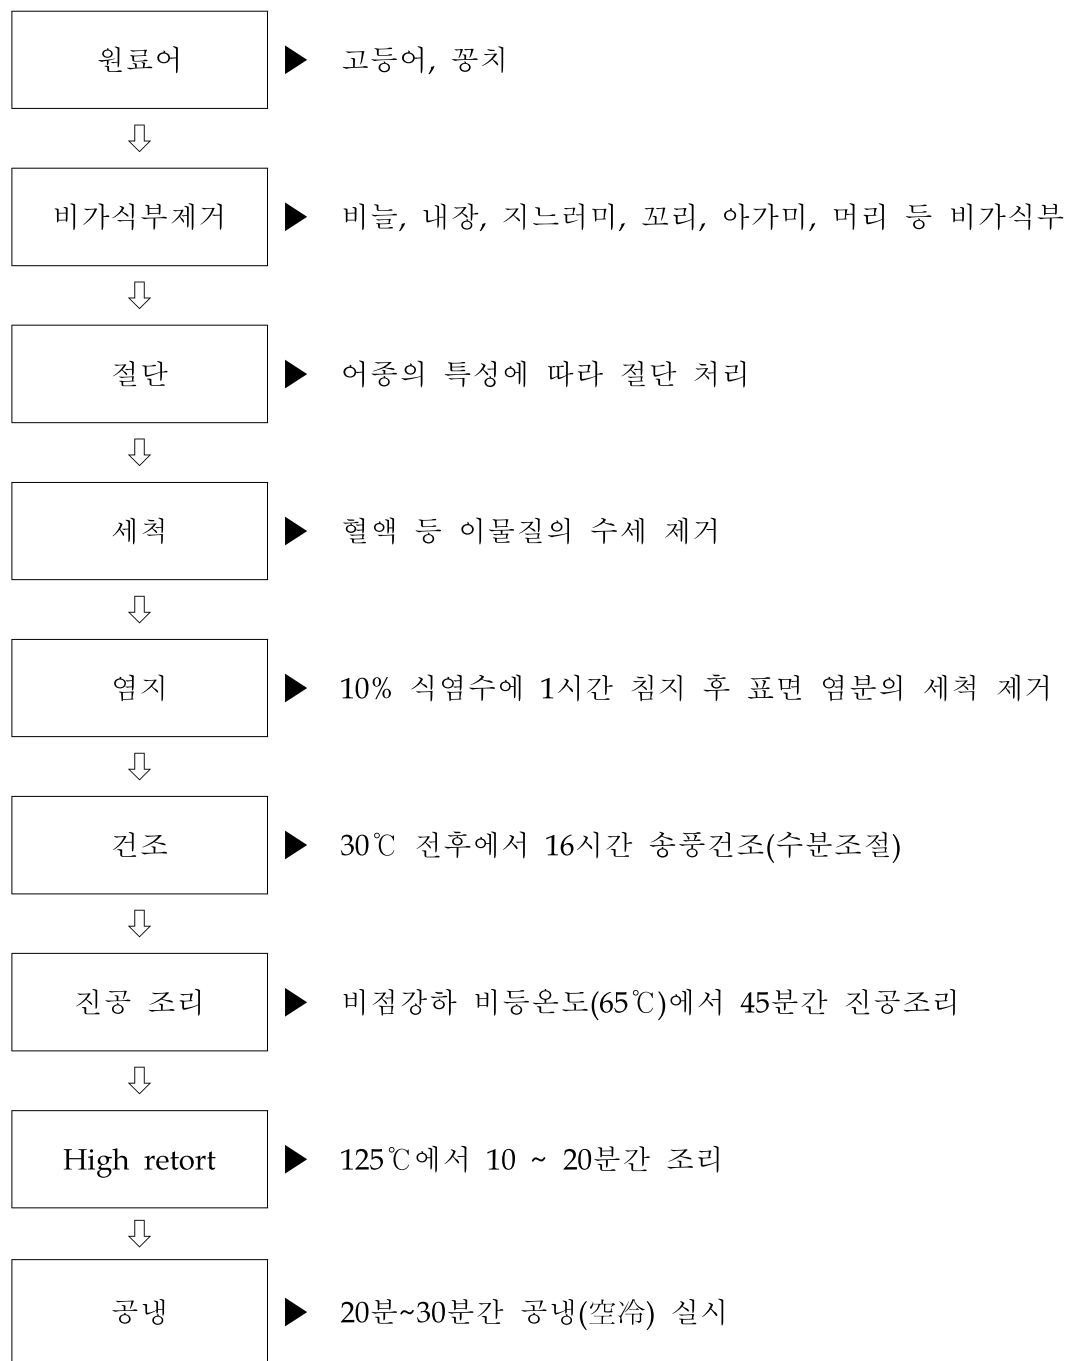 원료어 ▶ 고등어, 꽁치
비가식부제거 ▶ 비늘, 내장, 지느러미, 꼬리, 아가미, 머리 등 비가식부
절단 ▶ 어종의 특성에 따라 절단 처리
세척 ▶ 혈액 등 이물질의 수세 제거
염지 ▶ 10% 식염수에 1시간 침지 후 표면 염분의 세척 제거
건조 ▶ 30℃ 전후에서 16시간 송풍건조(수분조절)
진공 조리 ▶ 비점강하 비등온도(65℃)에서 45분간 진공조리
High retort ▶ 125℃에서 10 ~ 20분간 조리
공냉 ▶ 20분~30분간 공냉(空冷) 실시